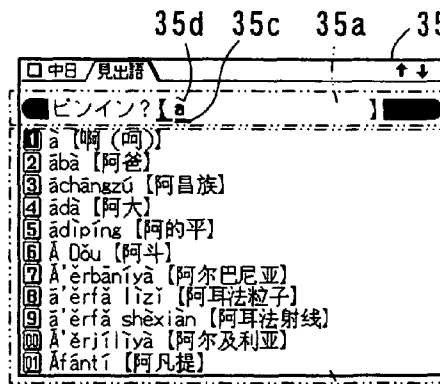 35d 35c 35a 35
中日/見出語 ↑↓
ピンイン?【à 】
1 à【啊(呵)】
2 ābà【阿爸】
3 āchāngzú【阿昌族】
4 ādà【阿大】
5 ādìpíng【阿的平】
6 Ā Dǒu【阿斗】
7 Ā'ěrbāníyà【阿尔巴尼亚】
8 ā'ěrfǎ lìzǐ【阿耳法粒子】
9 ā'ěrfǎ shèxiàn【阿耳法射线】
00 Ā'ěrjílìyà【阿尔及利亚】
01 Āfántí【阿凡提】